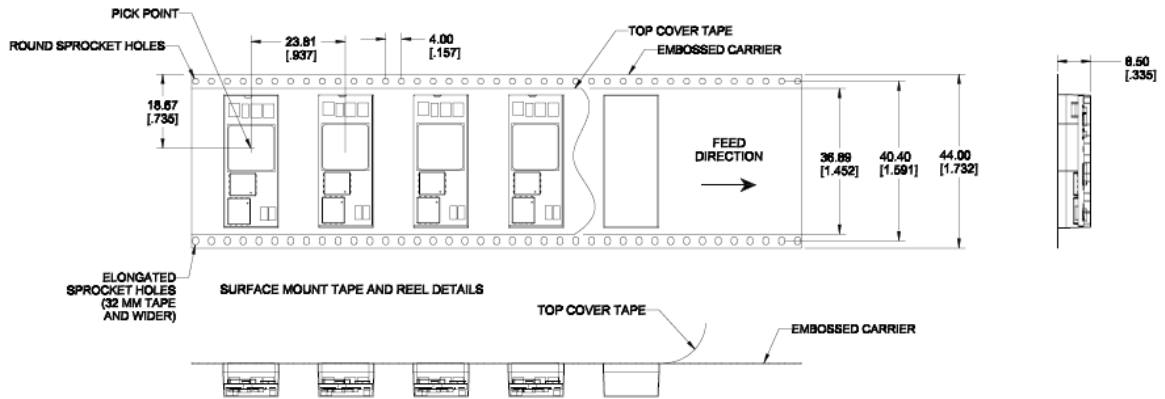 PICK POINT
TOP COVER TAPE
ROUND SPROCKET HOLES
23.81
[.937]
4.00
[.157]
EMBOSSED CARRIER
18.67
[.735]
8.50
[.335]
FEED
DIRECTION
36.89
[1.452]
40.40
[1.591]
44.00
[1.732]
ELONGATED
SPROCKET HOLES
(32 MM TAPE
AND WIDER)
SURFACE MOUNT TAPE AND REEL DETAILS
TOP COVER TAPE
EMBOSSED CARRIER